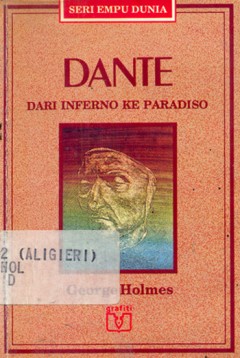 SERI EMPU DUNIA
DANTE
DARI INFERNO KE PARADISO
2 (ALIGIERI)
HOL
D
George Holmes
grafiti